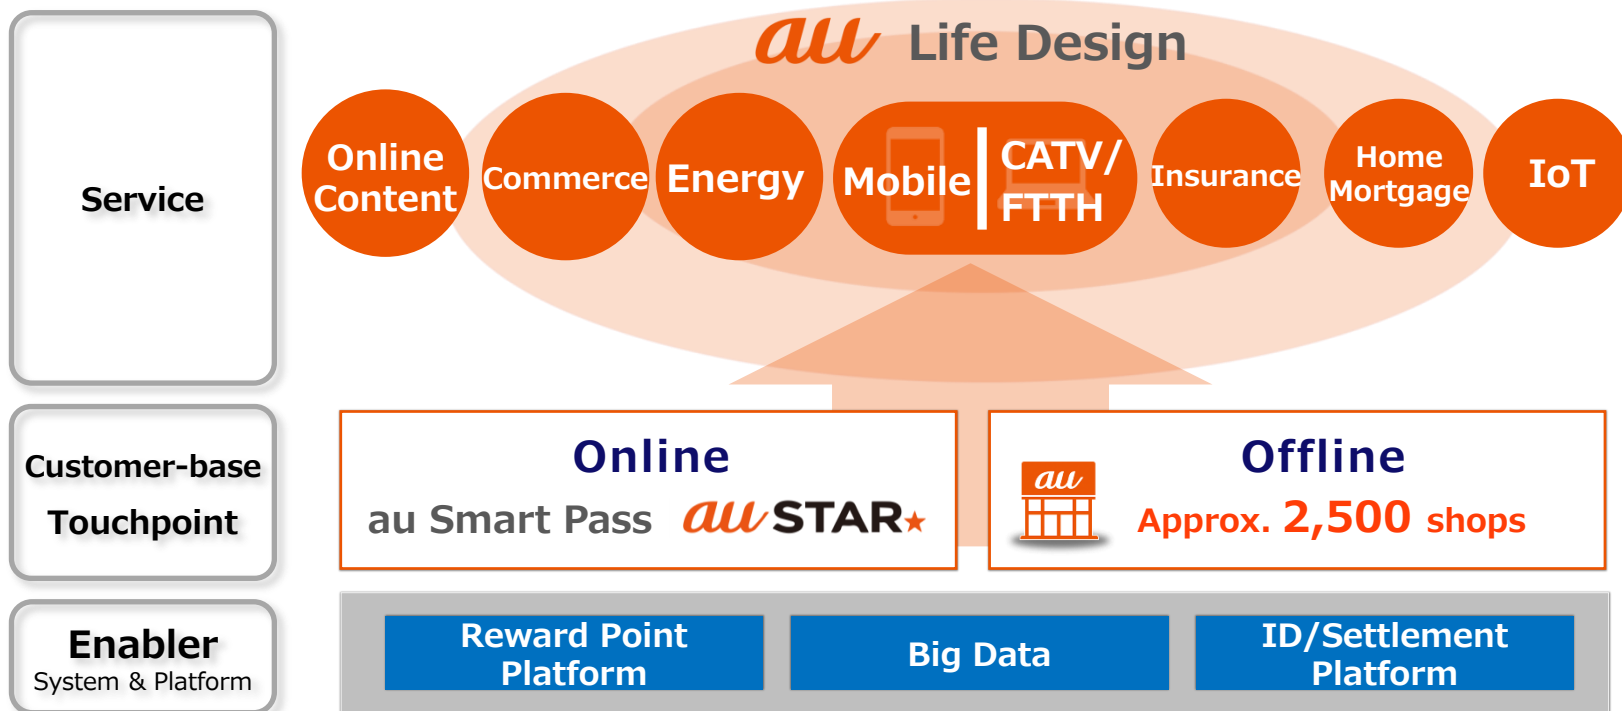 au Life Design
Service
Online
Content
Commerce
Energy
Mobile
CATV/
FTTH
Insurance
Home
Mortgage
IoT
Customer-base
Touchpoint
Online
au Smart Pass au STAR
Offline
au
Approx. 2,500 shops
Enabler
System & Platform
Reward Point
Platform
Big Data
ID/Settlement
Platform